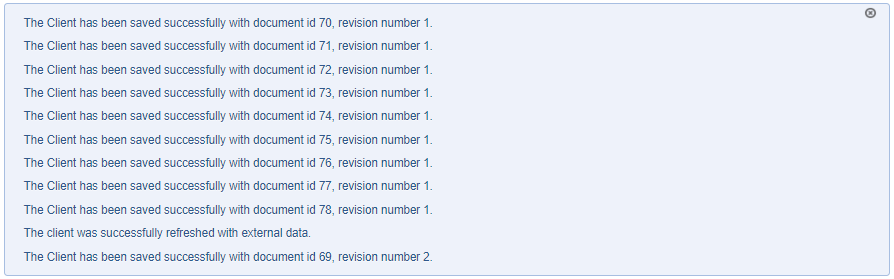 The Client has been saved successfully with document id 70, revision number 1.
The Client has been saved successfully with document id 71, revision number 1.
The Client has been saved successfully with document id 72, revision number 1.
The Client has been saved successfully with document id 73, revision number 1.
The Client has been saved successfully with document id 74, revision number 1.
The Client has been saved successfully with document id 75, revision number 1.
The Client has been saved successfully with document id 76, revision number 1.
The Client has been saved successfully with document id 77, revision number 1.
The Client has been saved successfully with document id 78, revision number 1.
The client was successfully refreshed with external data.
The Client has been saved successfully with document id 69, revision number 2.